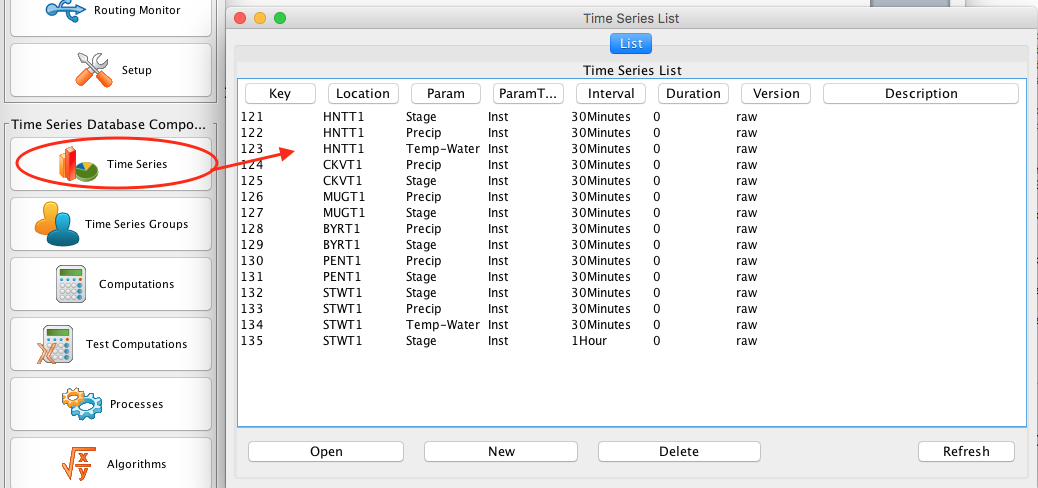 Routing Monitor
Setup
Time Series Database Compo...
Time Series
Time Series Groups
Computations
Test Computations
Processes
Algorithms
Time Series List
List
Time Series List
Key Location Param ParamT... Interval Duration Version Description
121 HNTT1 Stage Inst 30Minutes 0 raw
122 HNTT1 Precip Inst 30Minutes 0 raw
123 HNTT1 Temp-Water Inst 30Minutes 0 raw
124 CKVT1 Precip Inst 30Minutes 0 raw
125 CKVT1 Stage Inst 30Minutes 0 raw
126 MUGT1 Precip Inst 30Minutes 0 raw
127 MUGT1 Stage Inst 30Minutes 0 raw
128 BYRT1 Precip Inst 30Minutes 0 raw
129 BYRT1 Stage Inst 30Minutes 0 raw
130 PENT1 Precip Inst 30Minutes 0 raw
131 PENT1 Stage Inst 30Minutes 0 raw
132 STWT1 Stage Inst 30Minutes 0 raw
133 STWT1 Precip Inst 30Minutes 0 raw
134 STWT1 Temp-Water Inst 30Minutes 0 raw
135 STWT1 Stage Inst 1Hour 0 raw
Open New Delete Refresh